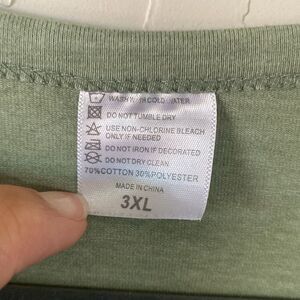 WASH W/ COLD WATER
DO NOT TUMBLE DRY
USE NON-CHLORINE BLEACH
ONLY IF NEEDED
DO NOT IRON IF DECORATED
DO NOT DRY CLEAN
70%COTTON 30%POLYESTER
MADE IN CHINA
3XL